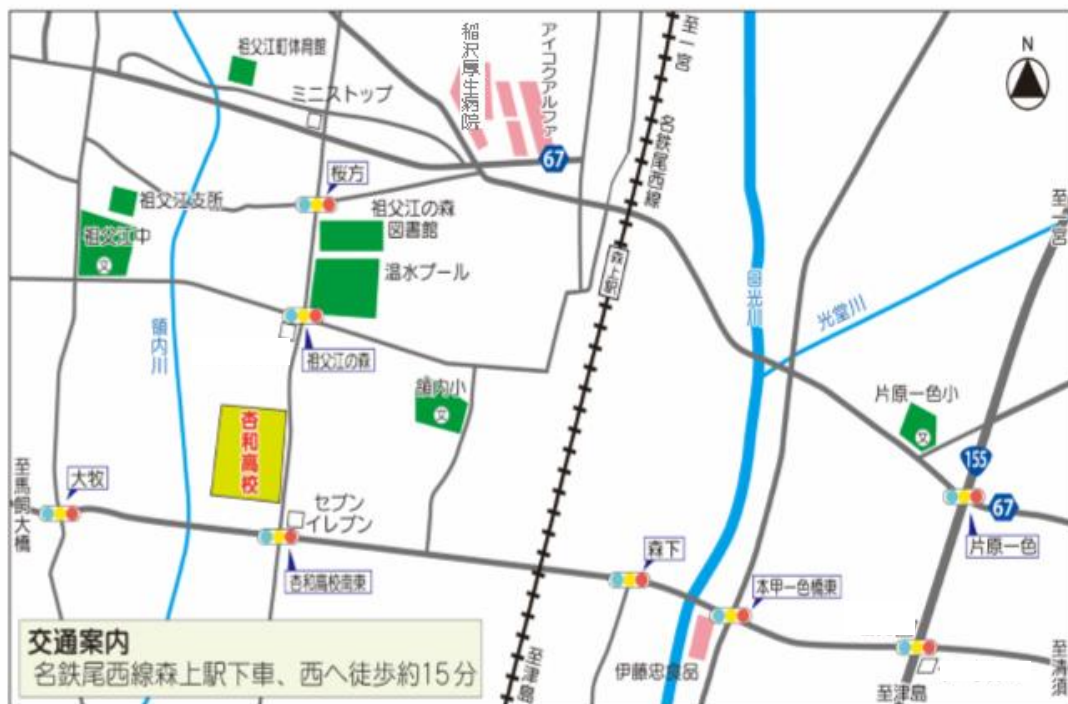 祖父江町体育館
ミニストップ
稲沢厚生病院
アイコクアルファ
至一宮
名鉄尾西線
N
67
桜方
祖父江の森
図書館
温水プール
祖父江支所
祖父江中
文
領内川
祖父江の森
森上駅
日光川
光堂川
至一宮
領内小
文
片原一色小
文
155
67
片原一色
杏和高校
セブン
イレブン
至馬飼大橋
大牧
杏和高校南東
森下
本甲一色橋東
伊藤忠食品
至津島
至津島
至清須
交通案内
名鉄尾西線森上駅下車、西へ徒歩約15分